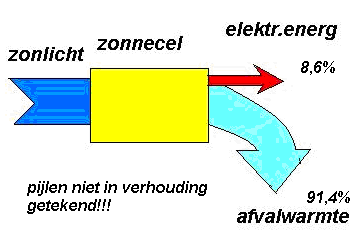 elektr.energ
zonnecel
zonlicht
8,6%
pijlen niet in verhouding
getekend!!!
91,4%
afvalwarmte